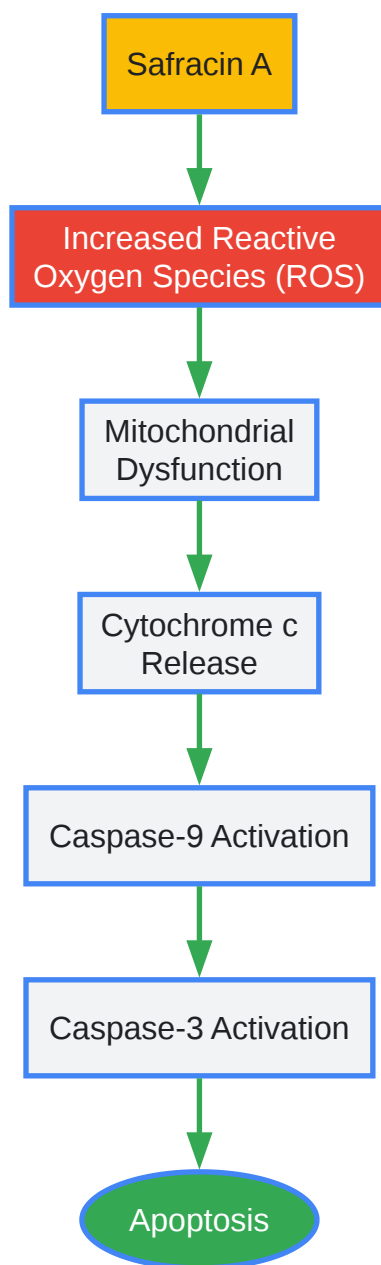 Safracin A
Increased Reactive
Oxygen Species (ROS)
Mitochondrial
Dysfunction
Cytochrome c
Release
Caspase-9 Activation
Caspase-3 Activation
Apoptosis